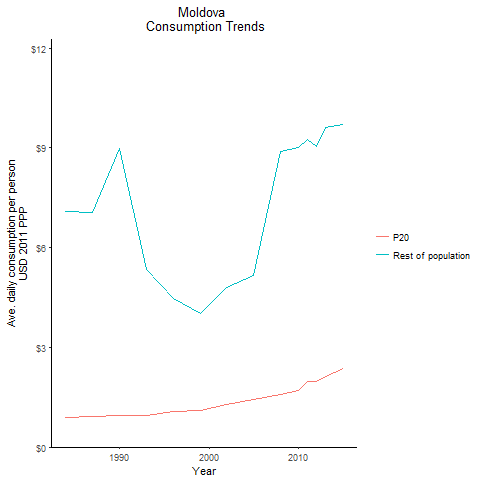 Moldova
Consumption Trends
$12
$9
$6
$3
$0
Ave. daily consumption per person
USD 2011 PPP
1990
2000
2010
Year
P20
Rest of population